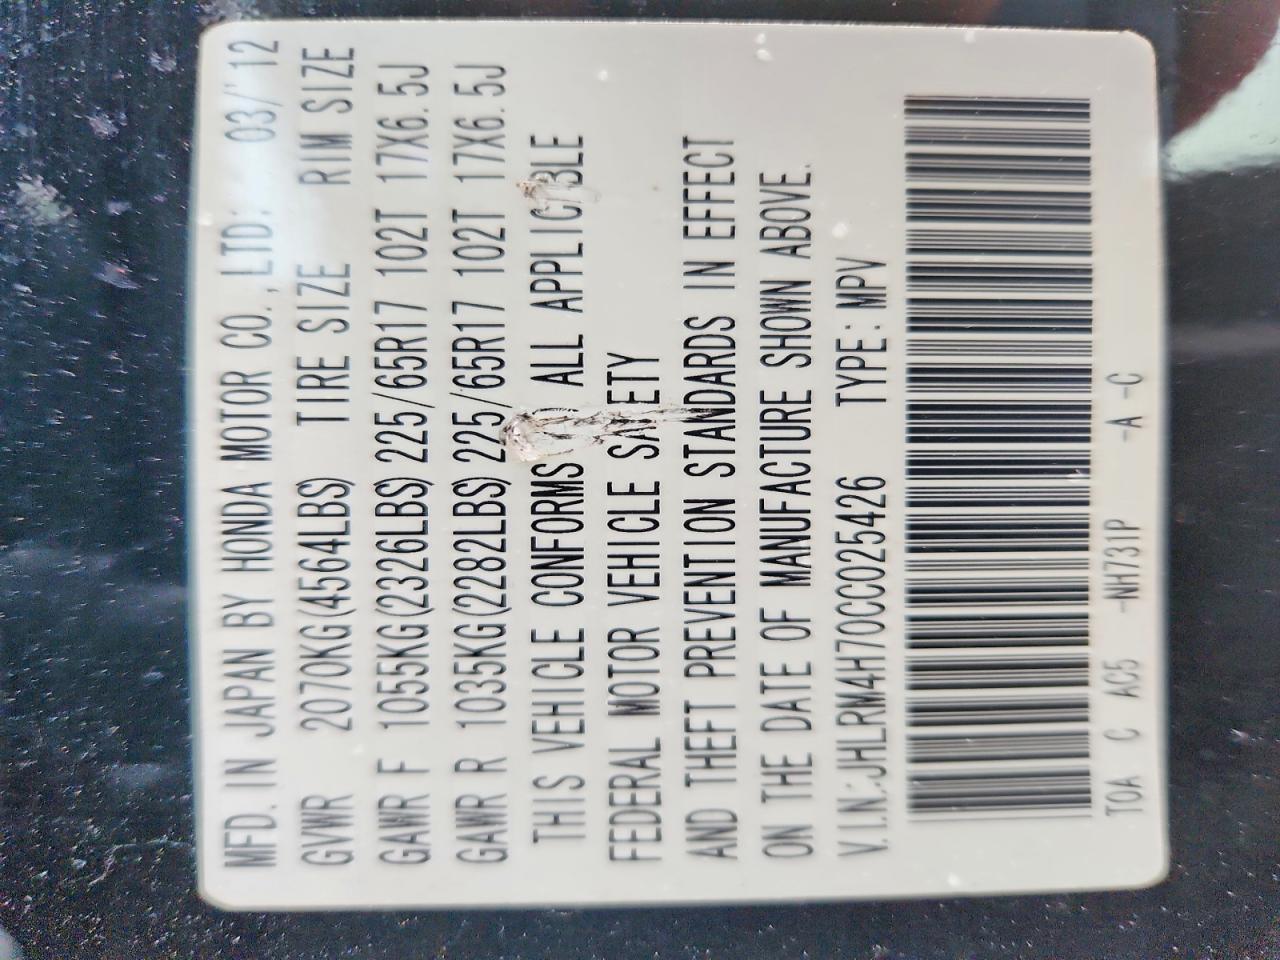 MFD. IN JAPAN BY HONDA MOTOR CO., LTD. 03/'12
GVWR 2070KG(4564LBS) TIRE SIZE RIM SIZE
GAWR F 1055KG(2326LBS) 225/65R17 102T 17X6.5J
GAWR R 1035KG(2282LBS) 225/65R17 102T 17X6.5J
THIS VEHICLE CONFORMS ALL APPLIC BLE
FEDERAL MOTOR VEHICLE SA ETY
AND THEFT PREVENTION STANDARDS IN EFFECT
ON THE DATE OF MANUFACTURE SHOWN ABOVE.
V.I.N.:JHLRM4H70CC025426 TYPE:MPV
TOA C AC5 -NH731P -A -C